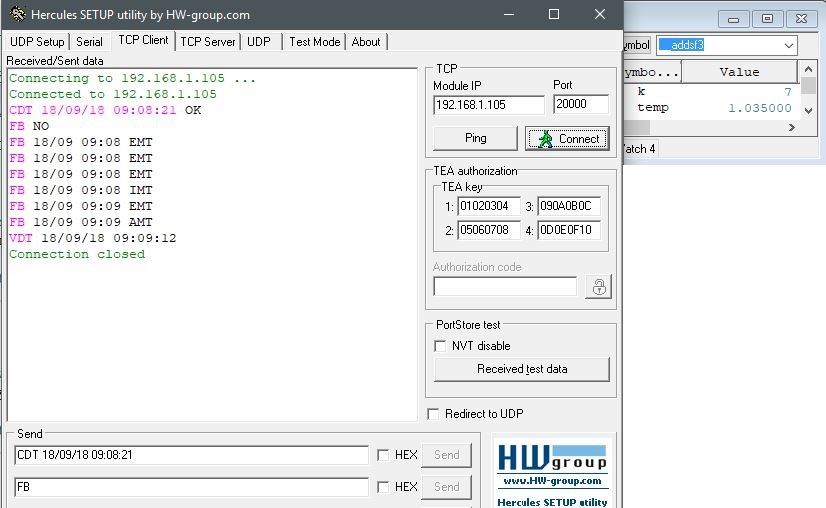 Hercules SETUP utility by HW-group.com
UDP Setup Serial TCP Client TCP Server UDP Test Mode About
Received/Sent data
Connecting to 192.168.1.105 ...
Connected to 192.168.1.105
CDT 18/09/18 09:08:21 OK
FB NO
FB 18/09 09:08 EMT
FB 18/09 09:08 EMT
FB 18/09 09:08 EMT
FB 18/09 09:08 IMT
FB 18/09 09:09 EMT
FB 18/09 09:09 AMT
VDT 18/09/18 09:09:12
Connection closed
TCP
Module IP Port
192.168.1.105 20000
Ping Connect
TEA authorization
TEA key
1: 01020304 3: 090A0B0C
2: 05060708 4: 0D0E0F10
Authorization code
PortStore test
NVT disable
Received test data
Redirect to UDP
Send
CDT 18/09/18 09:08:21 HEX Send
FB HEX Send
HW group
www.HW-group.com
Hercules SETUP utility
ymbol __addsf3
ymbo... Value
k 7
temp 1.035000
atch 4